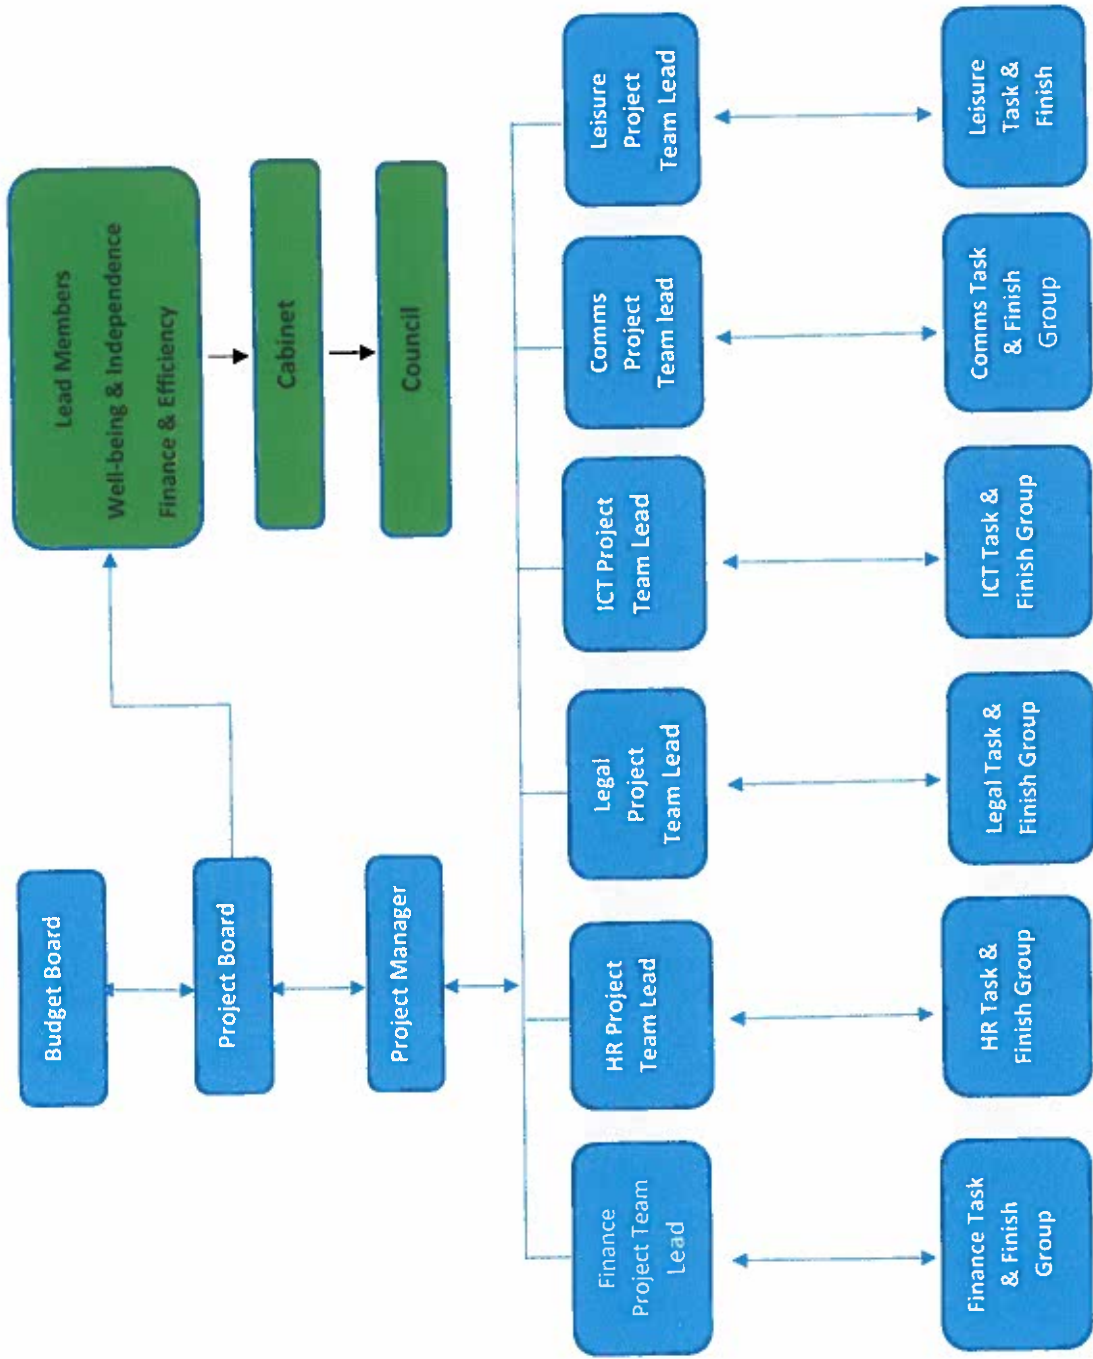 Budget Board
Project Board
Project Manager
Lead Members
Well-being & Independence
Finance & Efficiency
Cabinet
Council
Finance
Project Team
Lead
HR Project
Team Lead
Legal
Project
Team Lead
ICT Project
Team Lead
Comms
Project
Team lead
Leisure
Project
Team Lead
Finance Task
& Finish
Group
HR Task &
Finish Group
Legal Task &
Finish Group
ICT Task &
Finish Group
Comms Task
& Finish
Group
Leisure
Task &
Finish